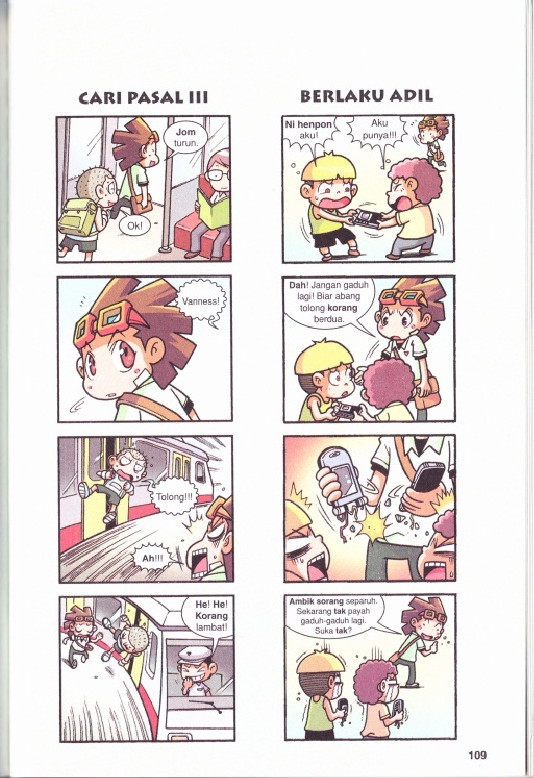 CARI PASAL III
Jom
turun.
Ok!
Vanness!
Tolong!!!
Ah!!!
He! He!
Korang
lambat!
BERLAKU ADIL
Ni henpon
aku!
Aku
punya!!!
Dah! Jangan gaduh
lagi! Biar abang
tolong korang
berdua.
Ambik sorang separuh.
Sekarang tak payah
gaduh-gaduh lagi.
Suka tak?
109